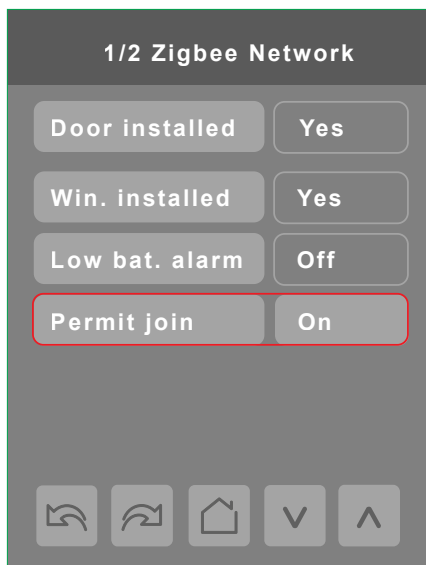 1/2 Zigbee Network
Door installed Yes
Win. installed Yes
Low bat. alarm Off
Permit join On